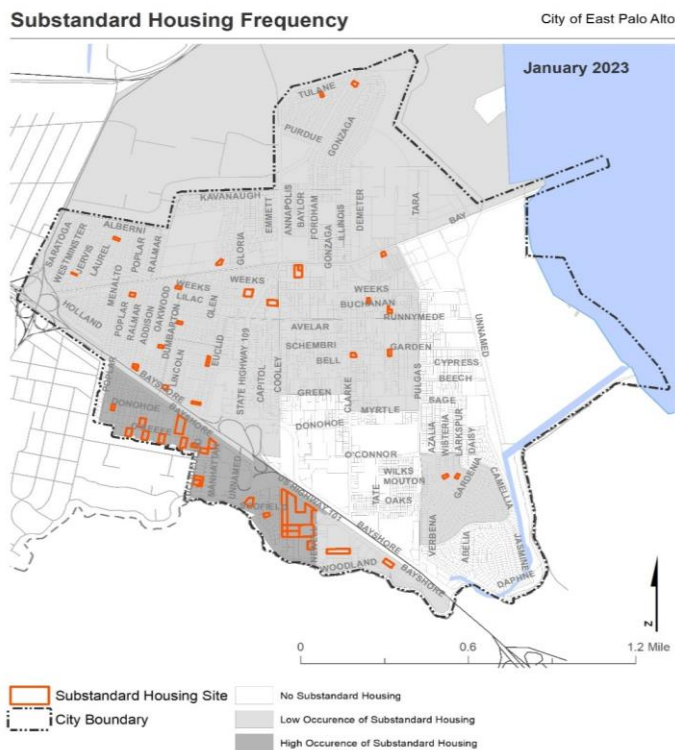 Substandard Housing Frequency
City of East Palo Alto
January 2023
TULANE
PURDUE
GONZAGA
KAVANAUGH
EMMETT
ANNAPOLIS
BAYLOR
FORDHAM
GONZAGA
ILLINOIS
DEMETER
TARA
BAY
SARATOGA
WESTMINSTER
JERVIS
LAUREL
ALBERNI
POPLAR
RALMAR
GLORIA
MENALTO
WEEKS
LILAC
WEEKS
WEEKS
BUCHANAN
RUNNYMEDE
UNNAMED
HOLLAND
POPLAR
RALMAR
ADDISON
OAKWOOD
DUMBARTON
GLEN
EUCLID
LINCOLN
STATE HIGHWAY 109
CAPITOL
COOLEY
AVELAR
SCHEMBRI
BELL
GARDEN
CYPRESS
BEECH
GREEN
CLARKE
MYRTLE
PULGAS
SAGE
POPLAR
BAYSHORE
BAYSHORE
DONOHOE
DONOHOE
O'CONNOR
AZALIA
WISTERIA
LARKSPUR
DAISY
MANHATTAN
UNNAMED
WILKS
MOUTON
TATE
OAKS
GARDENIA
CAMELLIA
US HIGHWAY 101
BAYSHORE
WOODLAND
BAYSHORE
VERBENA
ABELIA
JASMINE
DAPHNE
N
0
0.6
1.2 Mile
Substandard Housing Site
City Boundary
No Substandard Housing
Low Occurence of Substandard Housing
High Occurence of Substandard Housing